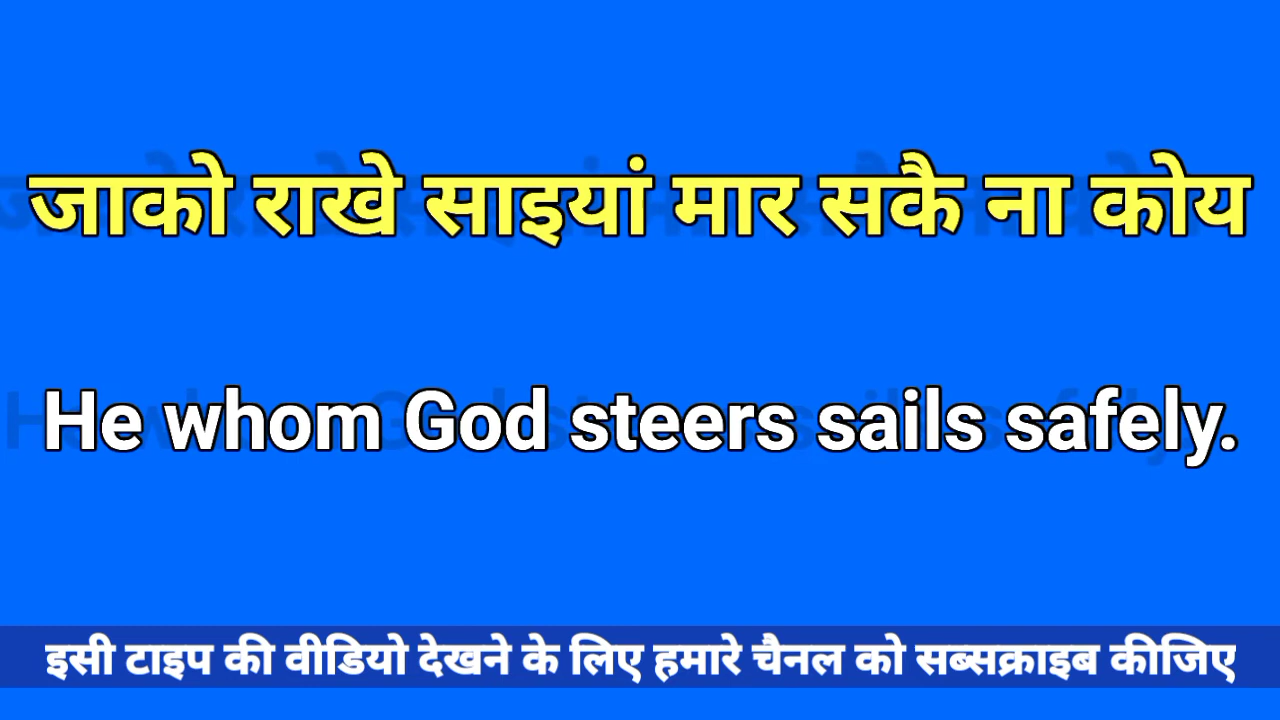 जाको राखे साइयां मार सकै ना कोय
He whom God steers sails safely.
इसी टाइप की वीडियो देखने के लिए हमारे चैनल को सब्सक्राइब कीजिए